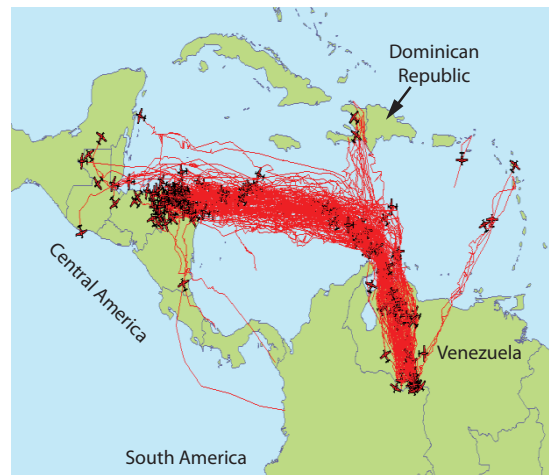 Dominican
Republic
Central America
Venezuela
South America